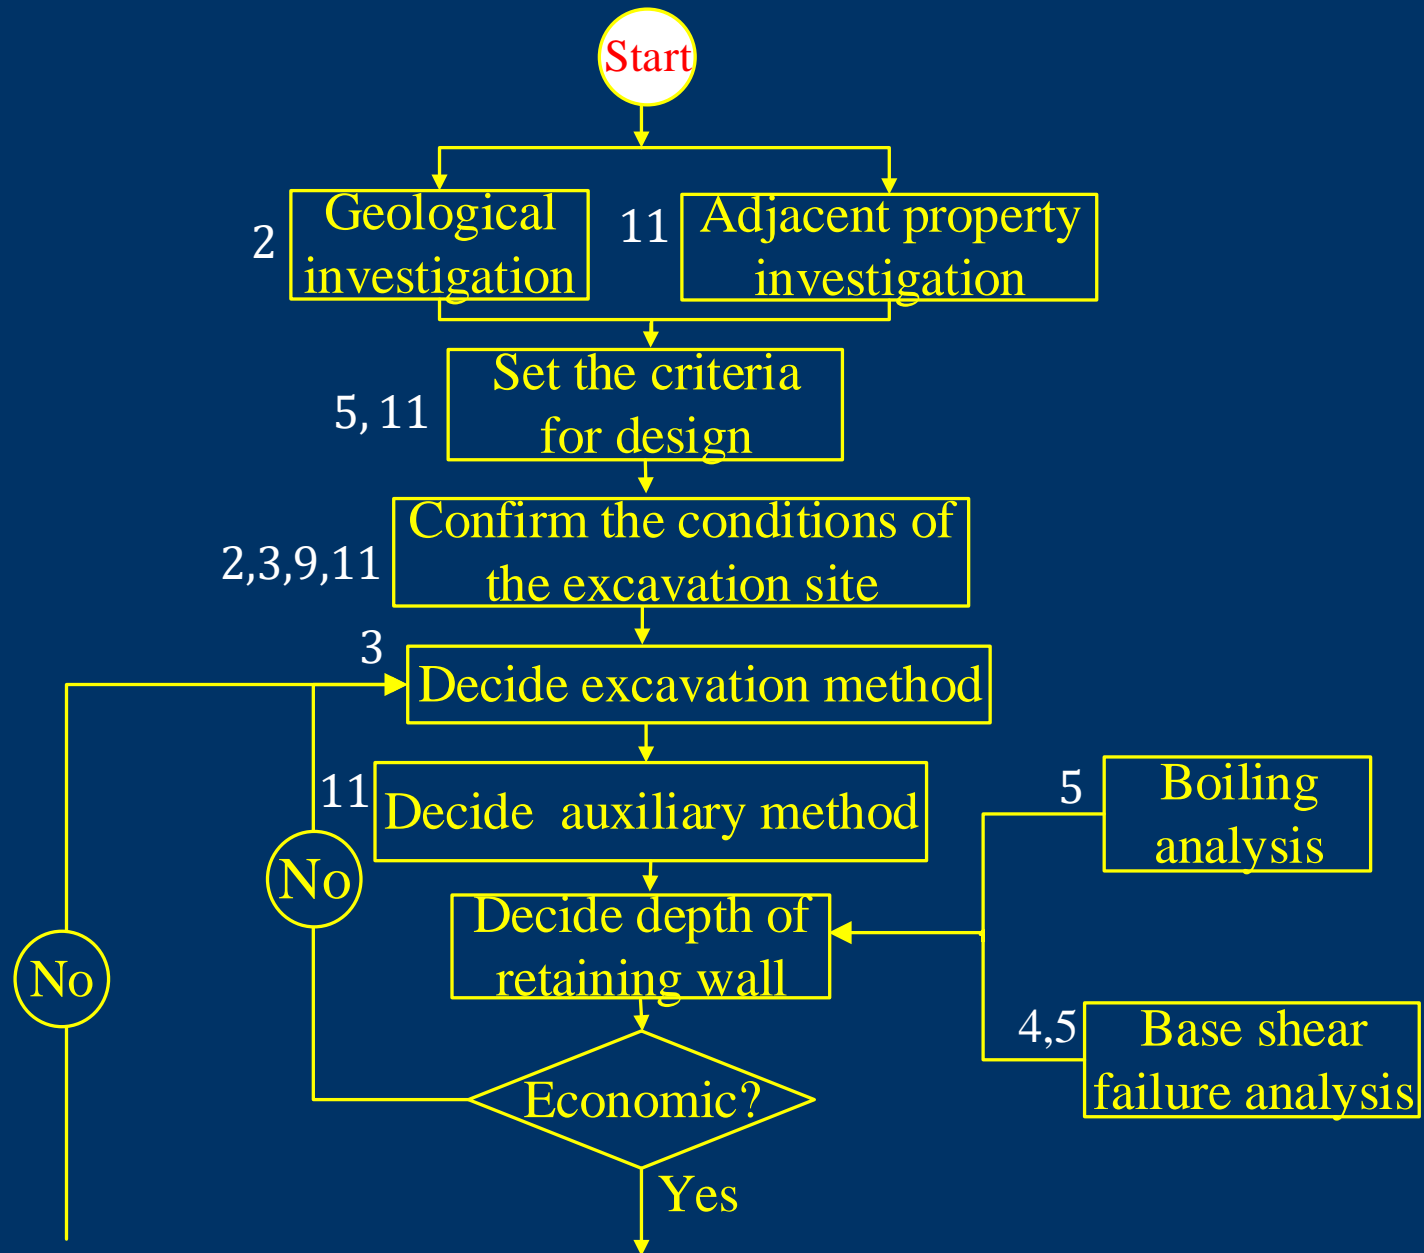 Start
2
Geological
investigation
11
Adjacent property
investigation
5, 11
Set the criteria
for design
2,3,9,11
Confirm the conditions of
the excavation site
3
Decide excavation method
11
Decide  auxiliary method
5
Boiling
analysis
No
Decide depth of
retaining wall
No
4,5
Base shear
failure analysis
Economic?
Yes